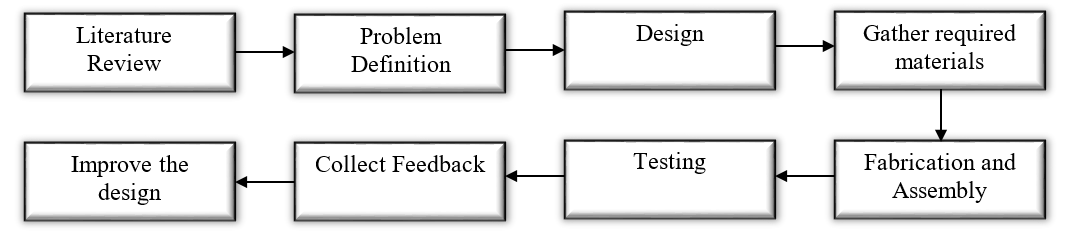 Literature
Review
Problem
Definition
Design
Gather required
materials
Fabrication and
Assembly
Testing
Collect Feedback
Improve the
design